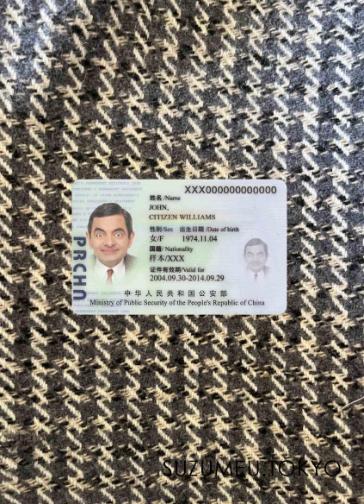 XXX000000000000
姓名/Name
JOHN,
CITIZEN WILLIAMS
性别/Sex 出生日期/Date of birth
女/F 1974.11.04
国籍/Nationality
样本/XXX
证件有效期/Valid for
2004.09.30-2014.09.29
中华人民共和国公安部
Ministry of Public Security of the People's Republic of China
PRCHN
SUZUMEU.TOKYO